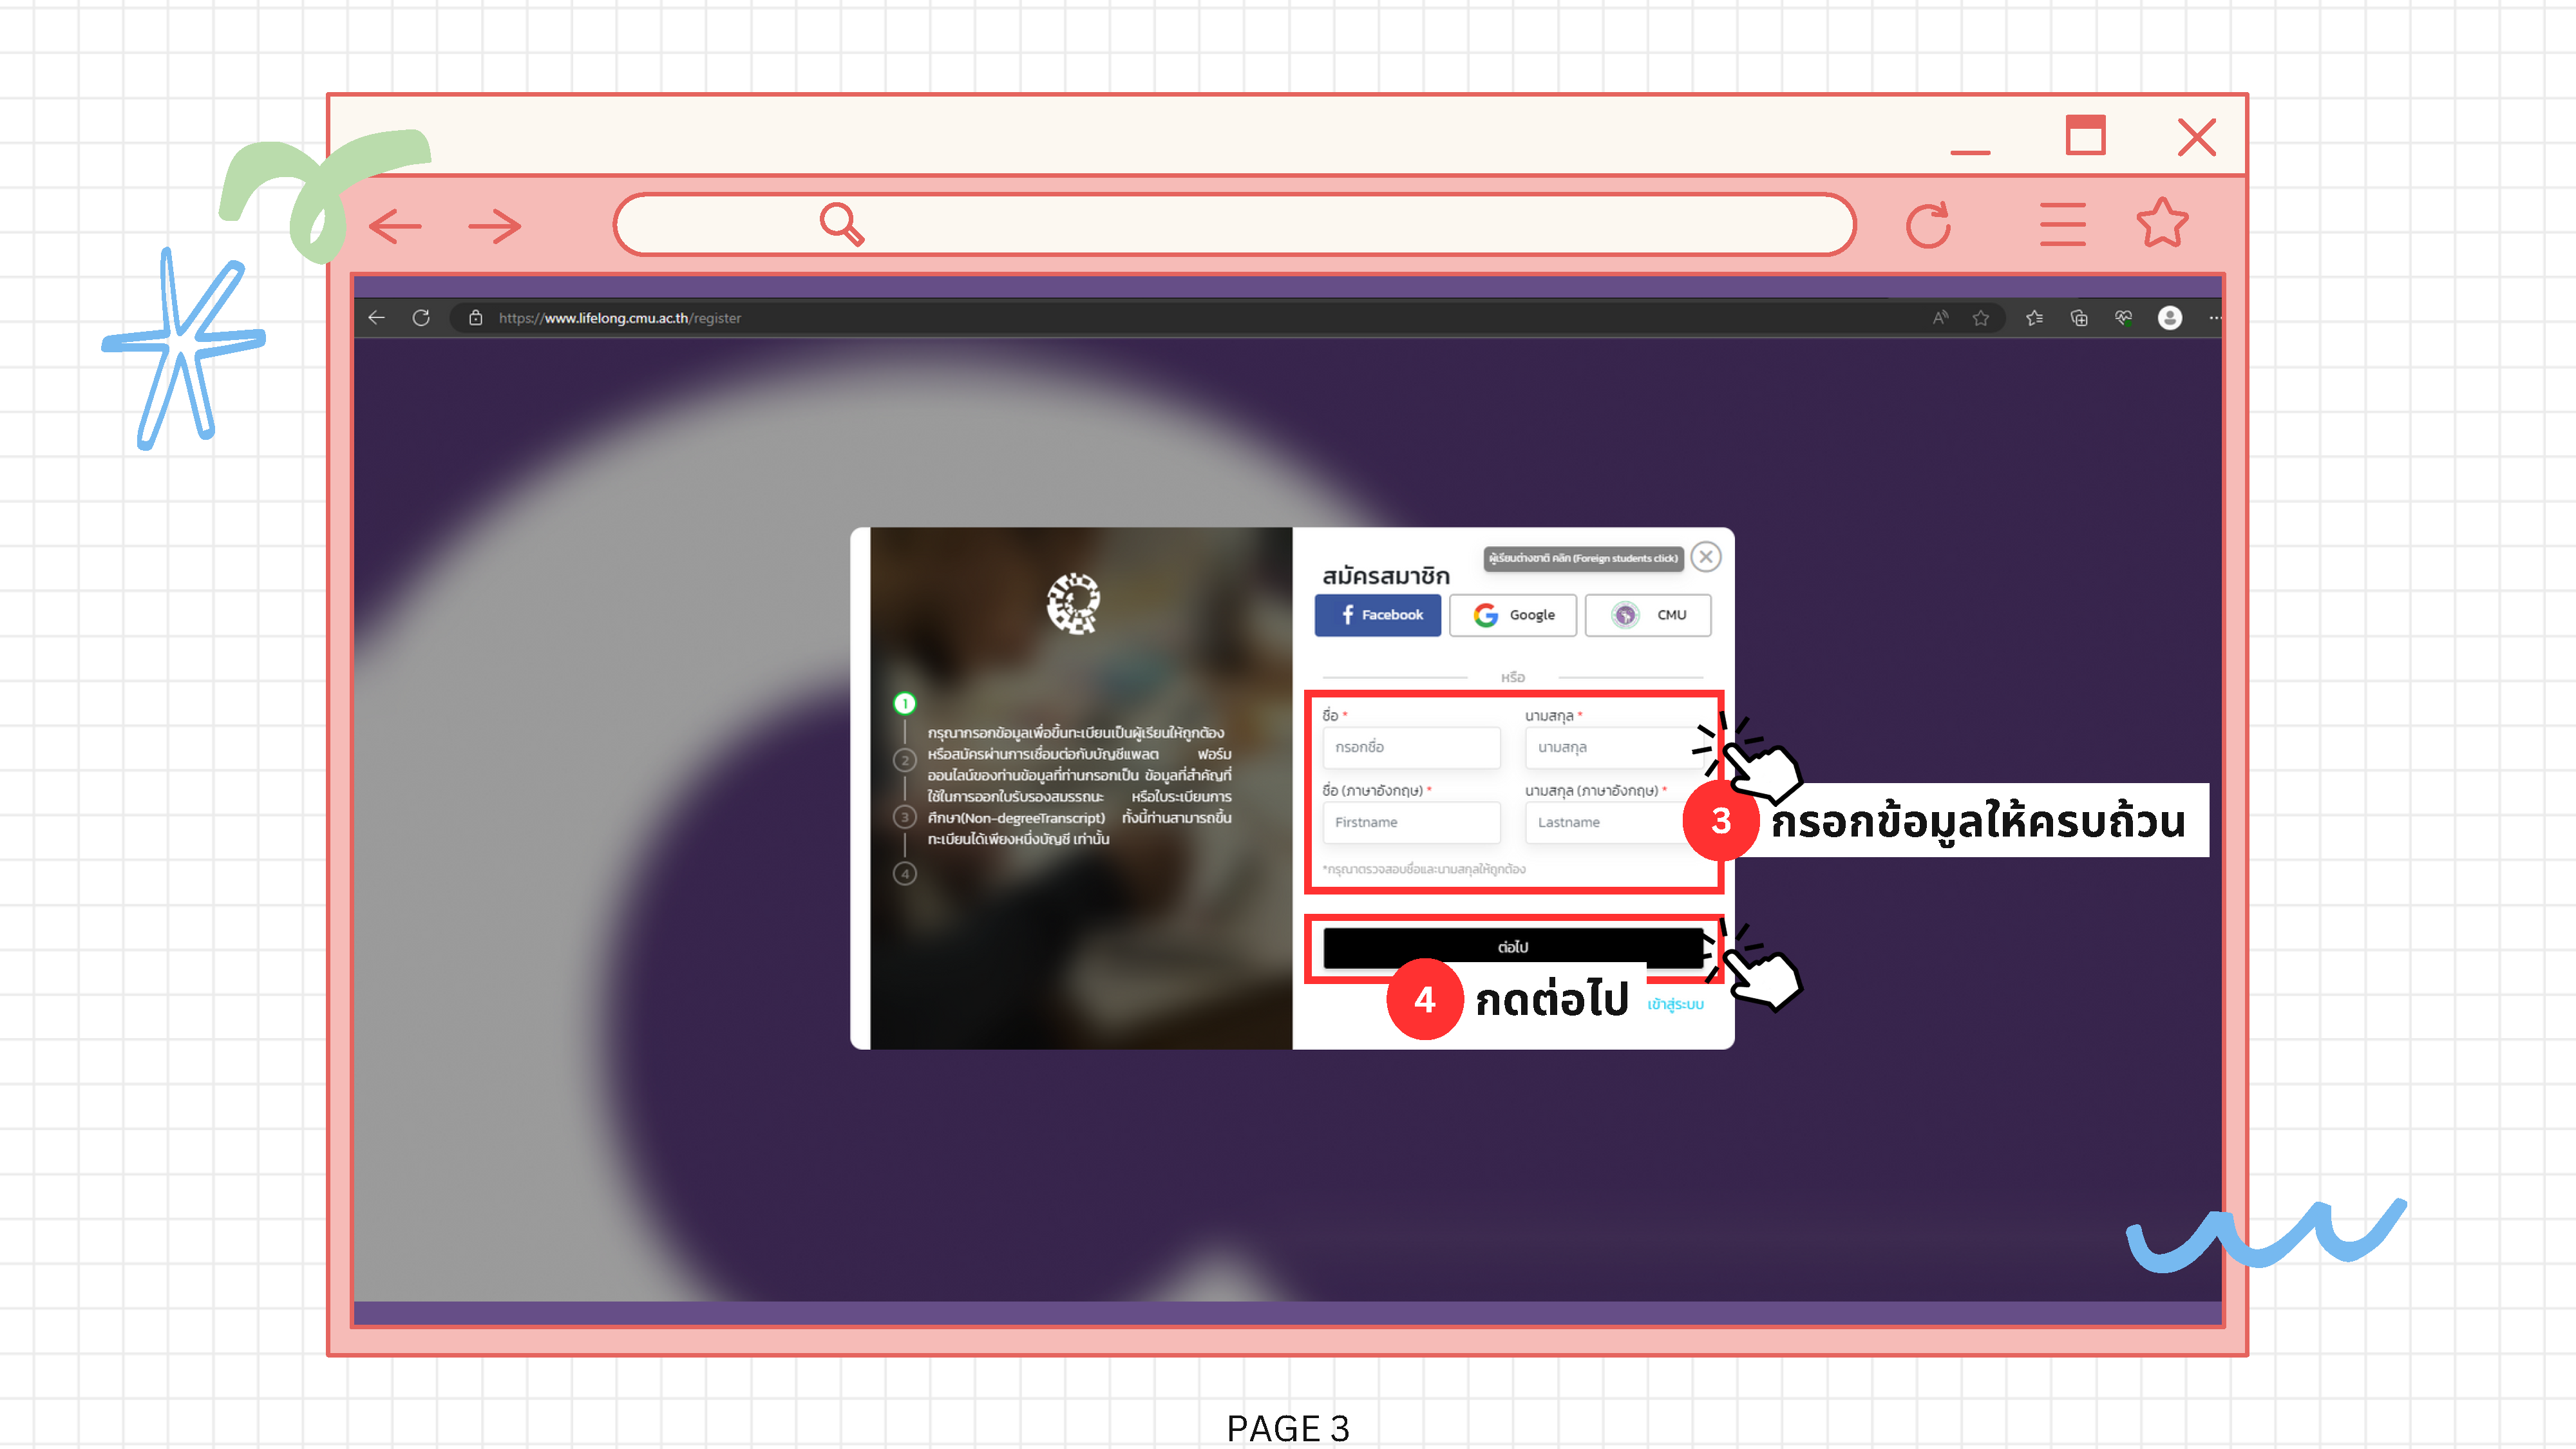 https://www.lifelong.cmu.ac.th/register
ผู้เรียนต่างชาติ คลิก (Foreign students click)
สมัครสมาชิก
Facebook
Google
CMU
หรือ
1
2
3
4
กรุณากรอกข้อมูลเพื่อขึ้นทะเบียนเป็นผู้เรียนให้ถูกต้อง
หรือสมัครผ่านการเชื่อมต่อกับบัญชีแพลต ฟอร์ม
ออนไลน์ของท่านข้อมูลที่ท่านกรอกเป็น ข้อมูลที่สำคัญที่
ใช้ในการออกใบรับรองสมรรถนะ หรือใบระเบียนการ
ศึกษา(Non-degreeTranscript) ทั้งนี้ท่านสามารถขึ้น
ทะเบียนได้เพียงหนึ่งบัญชี เท่านั้น
ชื่อ * นามสกุล *
กรอกชื่อ นามสกุล
ชื่อ (ภาษาอังกฤษ) * นามสกุล (ภาษาอังกฤษ) *
Firstname Lastname
*กรุณาตรวจสอบชื่อและนามสกุลให้ถูกต้อง
3 กรอกข้อมูลให้ครบถ้วน
ต่อไป
4 กดต่อไป
เข้าสู่ระบบ
PAGE 3